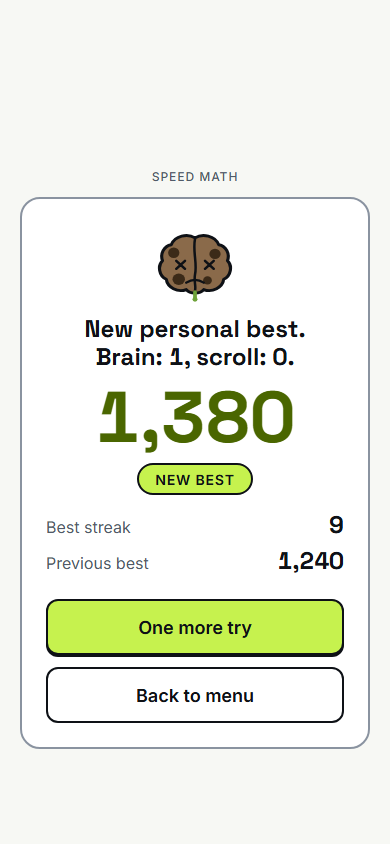 SPEED MATH
New personal best.
Brain: 1, scroll: 0.
1,380
NEW BEST
Best streak 9
Previous best 1,240
One more try
Back to menu